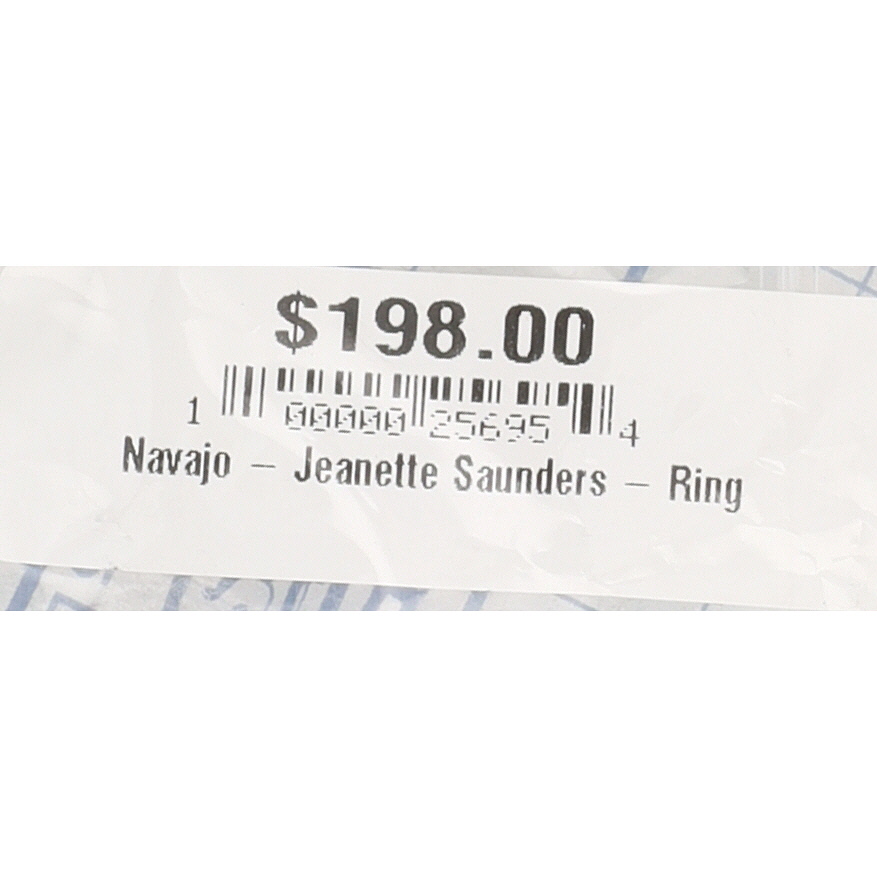 $198.00
1 00000 25695 4
Navajo – Jeanette Saunders – Ring